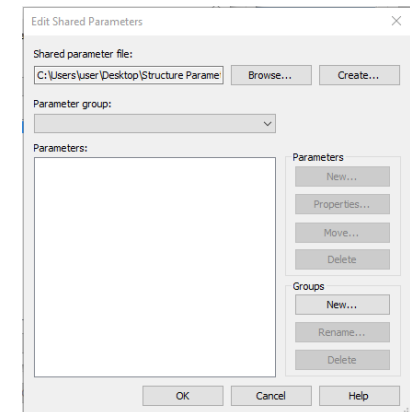 Edit Shared Parameters
Shared parameter file:
C:\Users\user\Desktop\Structure Parame
Browse...
Create...
Parameter group:
Parameters:
Parameters
New...
Properties...
Move...
Delete
Groups
New...
Rename...
Delete
OK
Cancel
Help